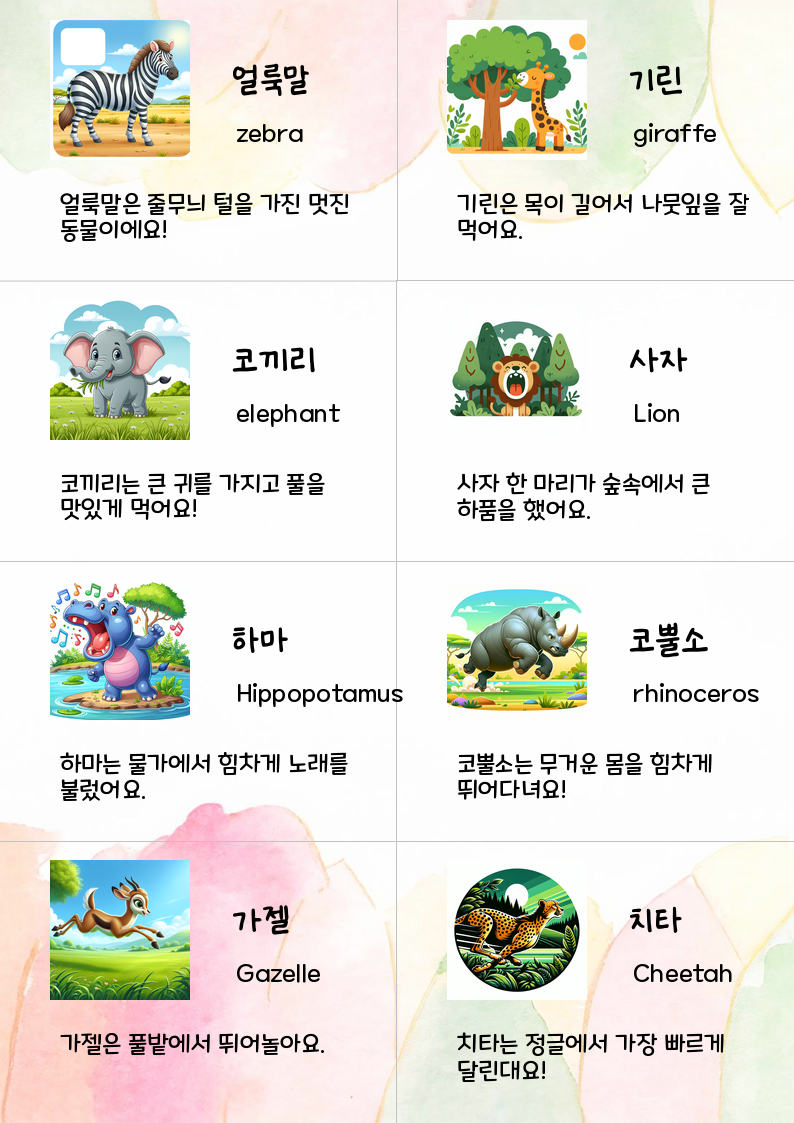 얼룩말
zebra
얼룩말은 줄무늬 털을 가진 멋진
동물이에요!
기린
giraffe
기린은 목이 길어서 나뭇잎을 잘
먹어요.
코끼리
elephant
코끼리는 큰 귀를 가지고 풀을
맛있게 먹어요!
사자
Lion
사자 한 마리가 숲속에서 큰
하품을 했어요.
하마
Hippopotamus
하마는 물가에서 힘차게 노래를
불렀어요.
코뿔소
rhinoceros
코뿔소는 무거운 몸을 힘차게
뛰어다녀요!
가젤
Gazelle
가젤은 풀밭에서 뛰어놀아요.
치타
Cheetah
치타는 정글에서 가장 빠르게
달린대요!